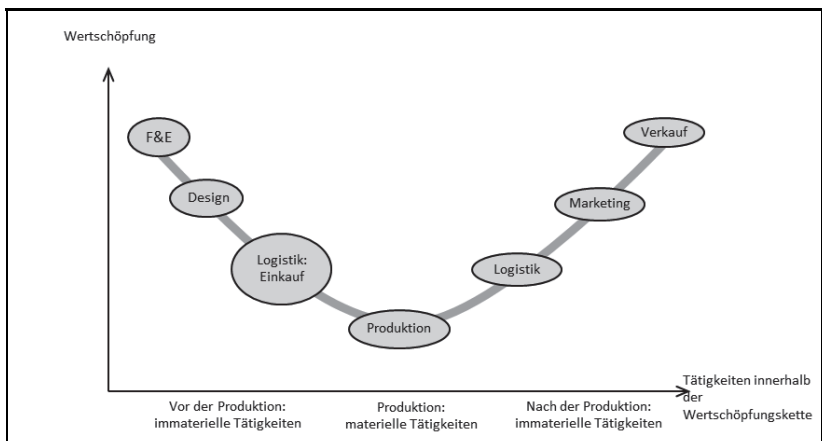 Wertschöpfung
F&E
Verkauf
Design
Marketing
Logistik:
Einkauf
Logistik
Produktion
Tätigkeiten innerhalb
der
Wertschöpfungskette
Vor der Produktion:
immaterielle Tätigkeiten
Produktion:
materielle Tätigkeiten
Nach der Produktion:
immaterielle Tätigkeiten